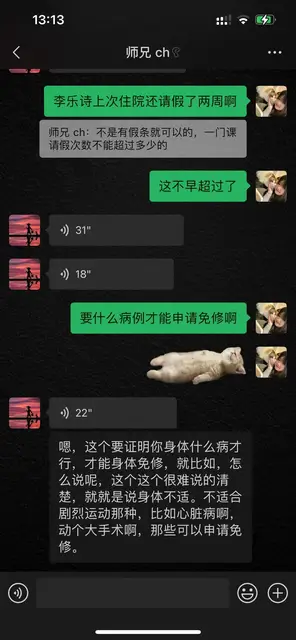 13:13
师兄 ch
李乐诗上次住院还请假了两周啊
师兄 ch：不是有假条就可以的，一门课
请假次数不能超过多少的
这不早超过了
31"
18"
要什么病例才能申请免修啊
22"
嗯，这个要证明你身体什么病才
行，才能身体免修，就比如，怎
么说呢，这个这个很难说的清
楚，就就是说身体不适。不适合
剧烈运动那种，比如心脏病啊，
动个大手术啊，那些可以申请免
修。